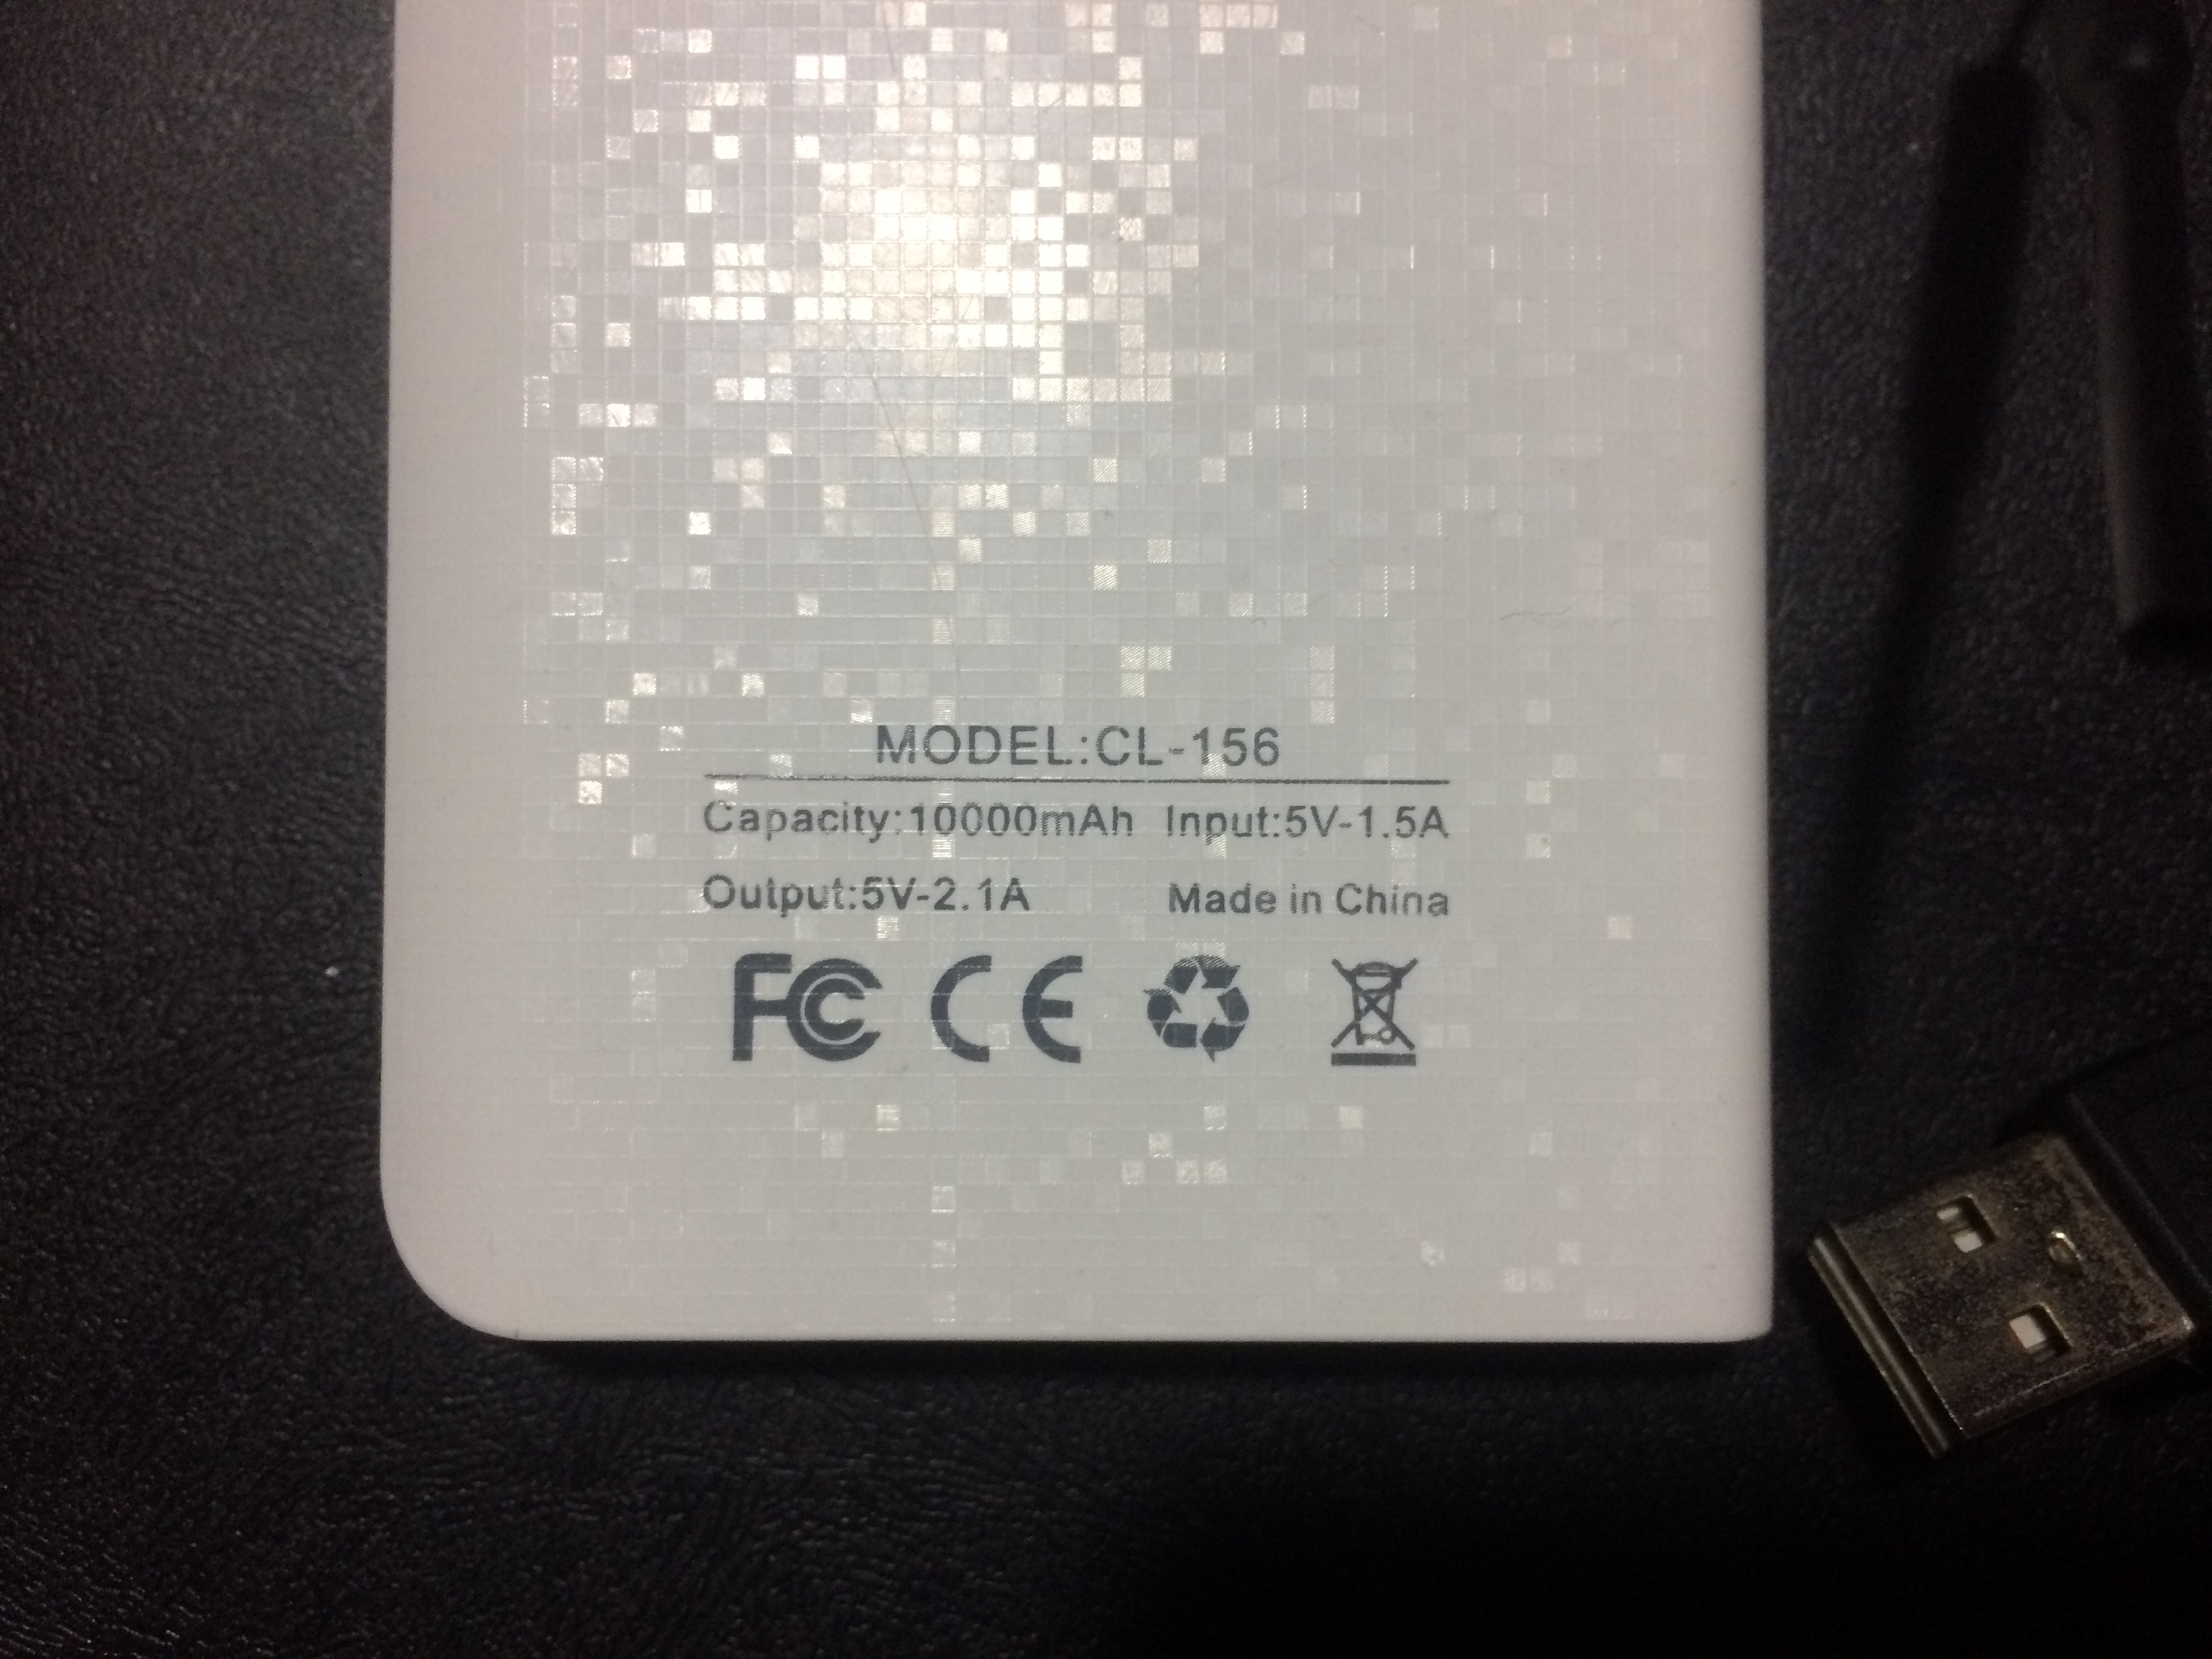 MODEL:CL-156
Capacity:10000mAh Input:5V-1.5A
Output:5V-2.1A Made in China
FC CE